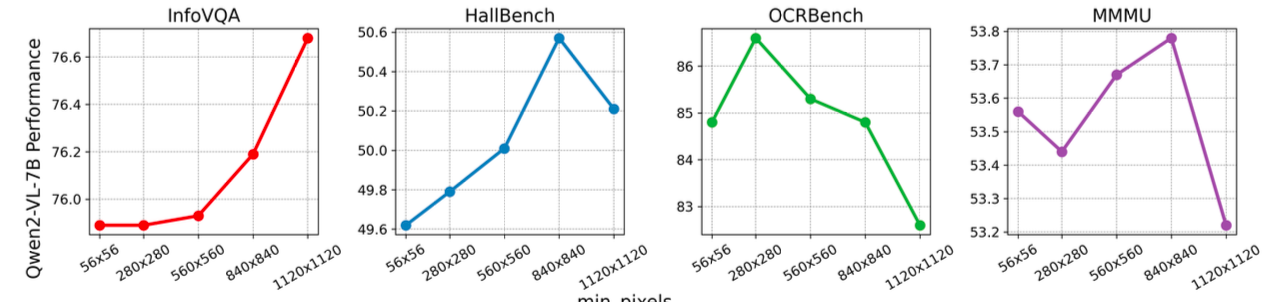 InfoVQA
HallBench
OCRBench
MMMU
Qwen2-VL-7B Performance
76.6
76.4
76.2
76.0
56x56
280x280
560x560
840x840
1120x1120
50.6
50.4
50.2
50.0
49.8
49.6
56x56
280x280
560x560
840x840
1120x1120
86
85
84
83
56x56
280x280
560x560
840x840
1120x1120
53.8
53.7
53.6
53.5
53.4
53.3
53.2
56x56
280x280
560x560
840x840
1120x1120
min_pixels